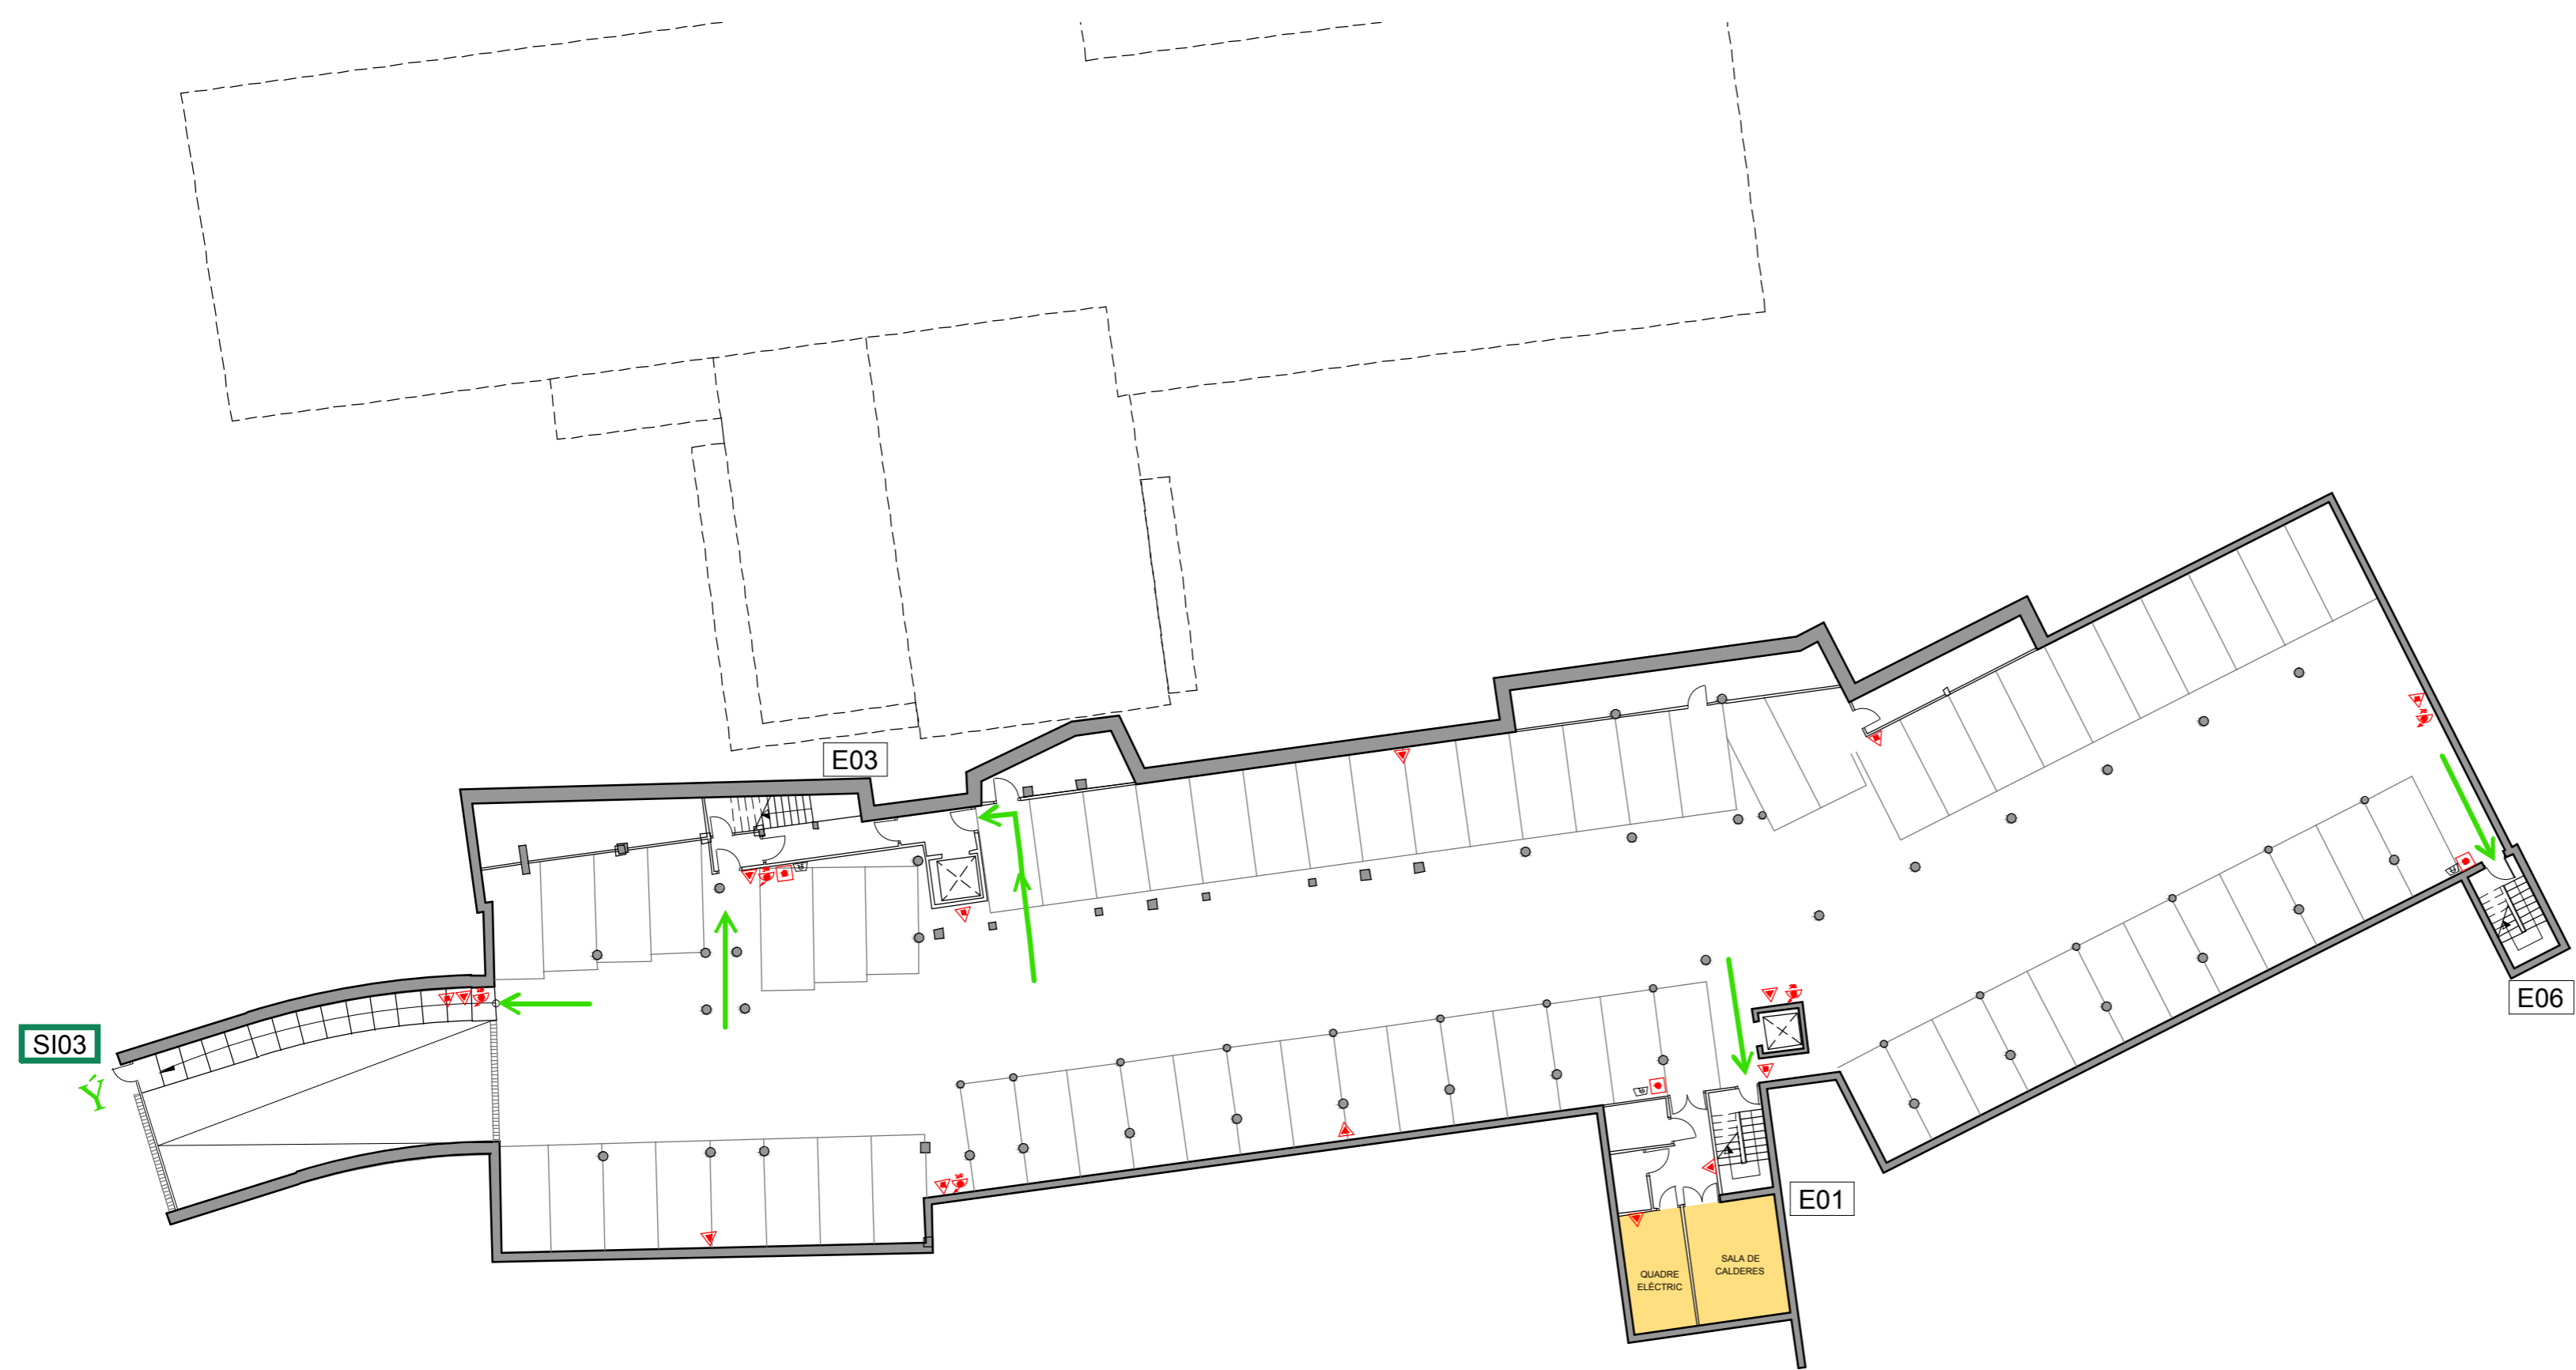 E03
SI03
Ý
E06
E01
SALA DE
CALDERES
QUADRE
ELÈCTRIC